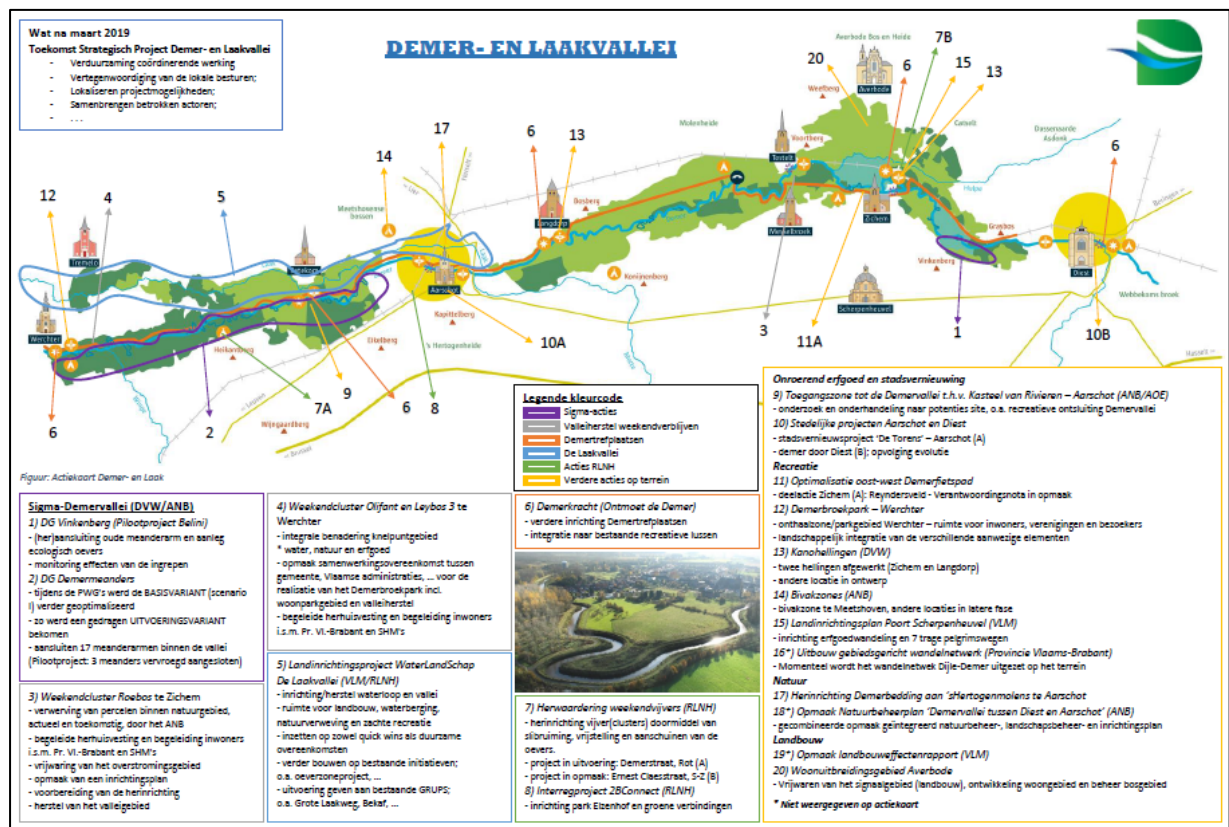 Wat na maart 2019
Toekomst Strategisch Project Demer- en Laakvallei
- Verduurzaming coördinerende werking
- Vertegenwoordiging van de lokale besturen;
- Lokaliseren projectmogelijkheden;
- Samenbrengen betrokken actoren;
- . . .
DEMER- EN LAAKVALLEI
Averbode Bos en Heide
7B
20
6
15
13
Weefberg
Averbode
17
6
13
Molenheide
Catselt
Dassenaarde
Asdonk
14
Voortberg
Testelt
6
12
4
5
Lier
Herselt
Hulpe
Beringen
Meetshovense
bossen
Bosberg
Langdorp
Demer
Messelbroek
Zichem
Grasbos
Tremelo
Betekom
Laak
Aarschot
Konijnenberg
Vinkenberg
Diest
Werchter
Kapittelberg
Scherpenheuvel
Webbekoms broek
Heikantberg
Eikelberg
's Hertogenheide
Motte
3
11A
1
10B
10A
Hasselt
Leuven
Wijngaardberg
Brussel
6
2
7A
9
6
8
Legende kleurcode
Sigma-acties
Valleiherstel weekendverblijven
Demertrefplaatsen
De Laakvallei
Acties RLNH
Verdere acties op terrein
Figuur: Actiekaart Demer- en Laak
Sigma-Demervallei (DVW/ANB)
1) DG Vinkenberg (Pilootproject Belini)
- (her)aansluiting oude meanderarm en aanleg
ecologisch oevers
- monitoring effecten van de ingrepen
2) DG Demermeanders
- tijdens de PWG's werd de BASISVARIANT (scenario
I) verder geoptimaliseerd
- zo werd een gedragen UITVOERINGSVARIANT
bekomen
- aansluiten 17 meanderarmen binnen de vallei
(Pilootproject: 3 meanders vervroegd aangesloten)
3) Weekendcluster Roebos te Zichem
- verwerving van percelen binnen natuurgebied,
actueel en toekomstig, door het ANB
- begeleide herhuisvesting en begeleiding inwoners
i.s.m. Pr. Vl.-Brabant en SHM's
- vrijwaring van het overstromingsgebied
- opmaak van een inrichtingsplan
- voorbereiding van de herinrichting
- herstel van het valleigebied
4) Weekendcluster Olifant en Leybos 3 te
Werchter
- integrale benadering knelpuntgebied
* water, natuur en erfgoed
- opmaak samenwerkingsovereenkomst tussen
gemeente, Vlaamse administraties, ... voor de
realisatie van het Demerbroekpark incl.
woonparkgebied en valleiherstel
- begeleide herhuisvesting en begeleiding inwoners
i.s.m. Pr. Vl.-Brabant en SHM's
5) Landinrichtingsproject WaterLandSchap
De Laakvallei (VLM/RLNH)
- inrichting/herstel waterloop en vallei
- ruimte voor landbouw, waterberging,
natuurverweving en zachte recreatie
- inzetten op zowel quick wins als duurzame
overeenkomsten
- verder bouwen op bestaande initiatieven;
o.a. oeverzoneproject, ...
- uitvoering geven aan bestaande GRUPS;
o.a. Grote Laakweg, Bekaf, ...
6) Demerkracht (Ontmoet de Demer)
- verdere inrichting Demertrefplaatsen
- integratie naar bestaande recreatieve lussen
7) Herwaardering weekendvijvers (RLNH)
- herinrichting vijver(clusters) doormiddel van
slibruiming, vrijstelling en aanschuinen van de
oevers.
- project in uitvoering: Demerstraat, Rot (A)
- project in opmaak: Ernest Claesstraat, S-Z (B)
8) Interregproject 2BConnect (RLNH)
- inrichting park Elzenhof en groene verbindingen
Onroerend erfgoed en stadsvernieuwing
9) Toegangszone tot de Demervallei t.h.v. Kasteel van Rivieren – Aarschot (ANB/AOE)
- onderzoek en onderhandeling naar potenties site, o.a. recreatieve ontsluiting Demervallei
10) Stedelijke projecten Aarschot en Diest
- stadsvernieuwsproject 'De Torens' – Aarschot (A)
- demer door Diest (B); opvolging evolutie
Recreatie
11) Optimalisatie oost-west Demerfietspad
- deelactie Zichem (A): Reyndersveld - Verantwoordingsnota in opmaak
12) Demerbroekpark – Werchter
- onthaalzone/parkgebied Werchter – ruimte voor inwoners, verenigingen en bezoekers
- landschappelijk integratie van de verschillende aanwezige elementen
13) Kanohellingen (DVW)
- twee hellingen afgewerkt (Zichem en Langdorp)
- andere locatie in ontwerp
14) Bivakzones (ANB)
- bivakzone te Meetshoven, andere locaties in latere fase
15) Landinrichtingsplan Poort Scherpenheuvel (VLM)
- inrichting erfgoedwandeling en 7 trage pelgrimswegen
16*) Uitbouw gebiedsgericht wandelnetwerk (Provincie Vlaams-Brabant)
- Momenteel wordt het wandelnetwek Dijle-Demer uitgezet op het terrein
Natuur
17) Herinrichting Demerbedding aan 'sHertogenmolens te Aarschot
18*) Opmaak Natuurbeheerplan 'Demervallei tussen Diest en Aarschot' (ANB)
- gecombineerde opmaak geïntegreerd natuurbeheer-, landschapsbeheer- en inrichtingsplan
Landbouw
19*) Opmaak landbouweffectenrapport (VLM)
20) Woonuitbreidingsgebied Averbode
- Vrijwaren van het signaalgebied (landbouw), ontwikkeling woongebied en beheer bosgebied
* Niet weergegeven op actiekaart